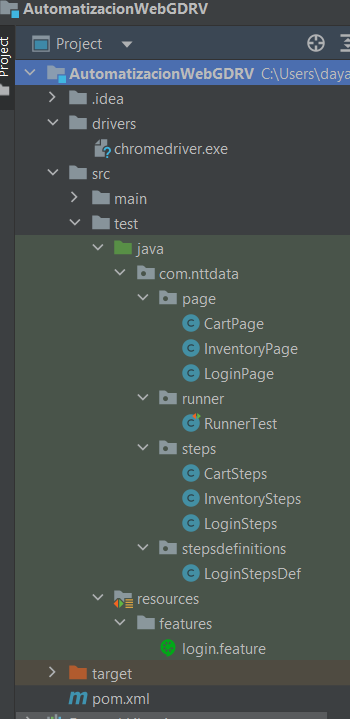 AutomatizacionWebGDRV
Project
Project
AutomatizacionWebGDRV C:\Users\daya
.idea
drivers
chromedriver.exe
src
main
test
java
com.nttdata
page
CartPage
InventoryPage
LoginPage
runner
RunnerTest
steps
CartSteps
InventorySteps
LoginSteps
stepsdefinitions
LoginStepsDef
resources
features
login.feature
target
pom.xml